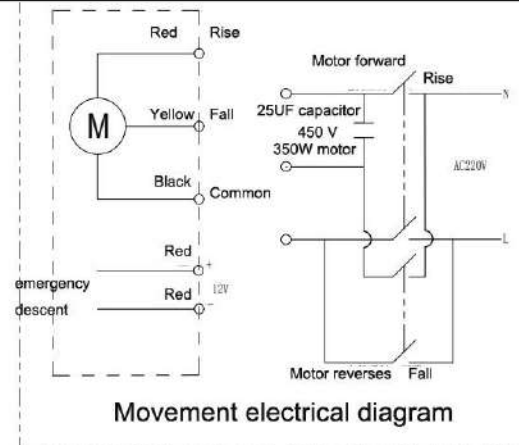 Red Rise
Motor forward
Rise
N
25UF capacitor
450 V
350W motor
M
Yellow Fall
AC220V
Black
Common
L
Red
+
emergency
12V
Red
descent
-
Motor reverses Fall
Movement electrical diagram